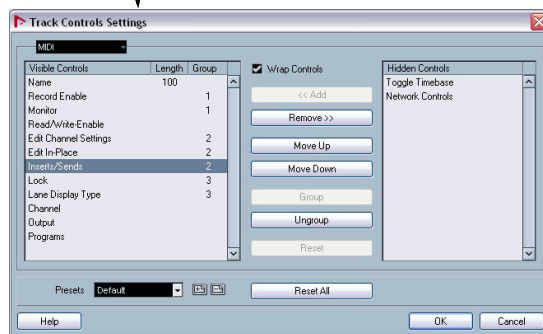 Track Controls Settings
MIDI
Visible Controls Length Group
Name 100
Record Enable 1
Monitor 1
Read/Write-Enable
Edit Channel Settings 2
Edit In-Place 2
Inserts/Sends 2
Lock 3
Lane Display Type 3
Channel
Output
Programs
Wrap Controls
<< Add
Remove >>
Move Up
Move Down
Group
Ungroup
Reset
Hidden Controls
Toggle Timebase
Network Controls
Presets Default
Reset All
Help
OK
Cancel